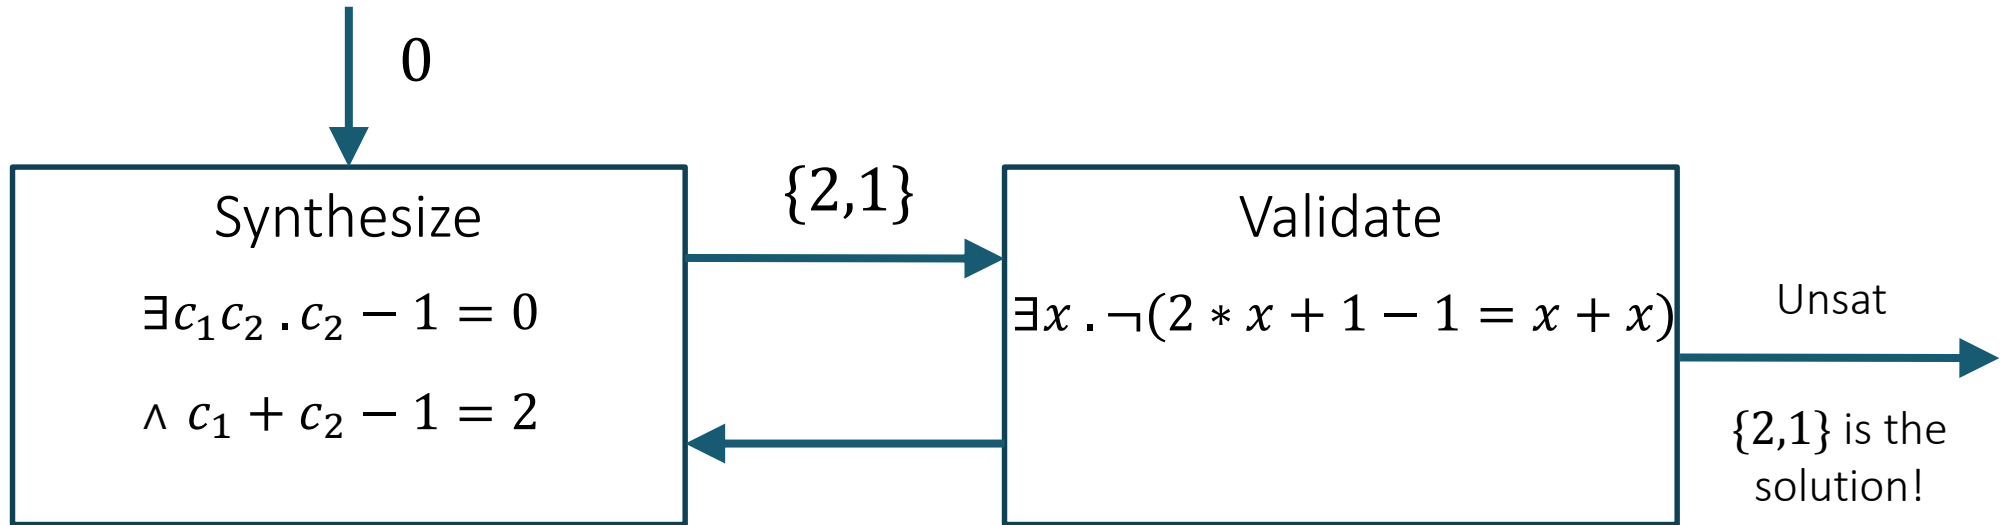 0
Synthesize
∃c₁c₂ . c₂ − 1 = 0
∧ c₁ + c₂ − 1 = 2
{2,1}
Validate
∃x . ¬(2 ∗ x + 1 − 1 = x + x)
Unsat
{2,1} is the
solution!